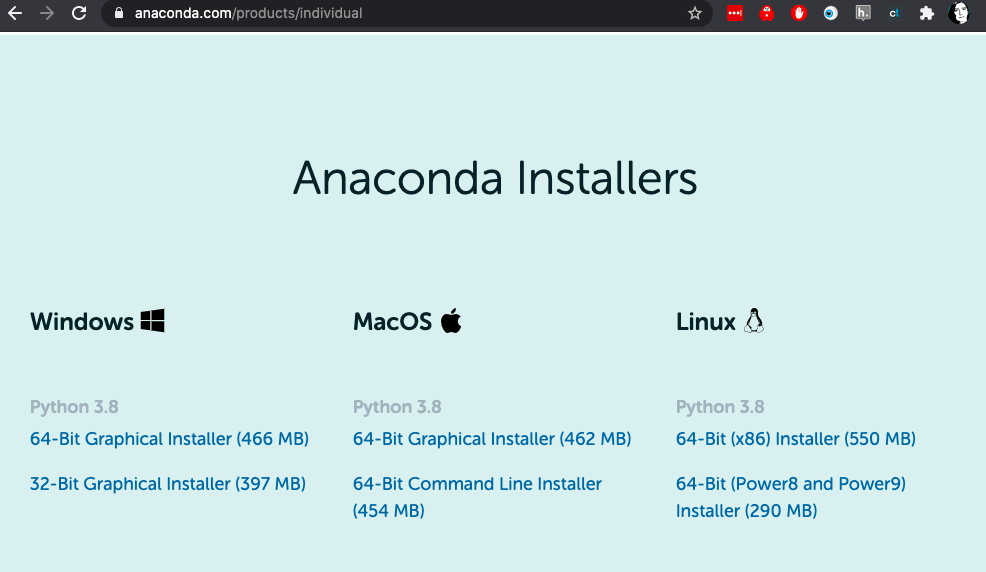 anaconda.com/products/individual
h.
ct
Anaconda Installers
Windows
MacOS
Linux
Python 3.8
Python 3.8
Python 3.8
64-Bit Graphical Installer (466 MB)
64-Bit Graphical Installer (462 MB)
64-Bit (x86) Installer (550 MB)
32-Bit Graphical Installer (397 MB)
64-Bit Command Line Installer
(454 MB)
64-Bit (Power8 and Power9)
Installer (290 MB)